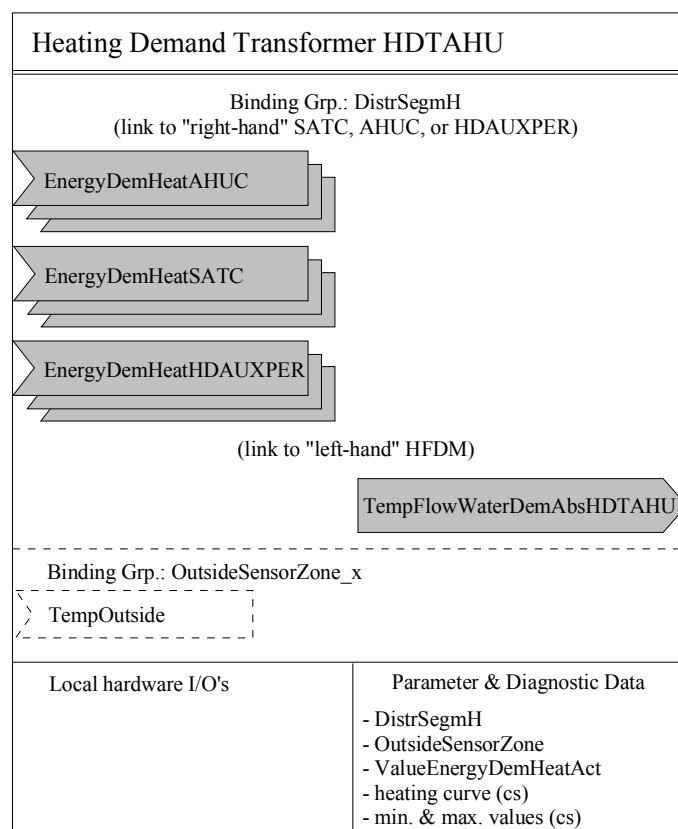 Heating Demand Transformer HDTAHU
Binding Grp.: DistrSegmH
(link to "right-hand" SATC, AHUC, or HDAUXPER)
EnergyDemHeatAHUC
EnergyDemHeatSATC
EnergyDemHeatHDAUXPER
(link to "left-hand" HFDM)
TempFlowWaterDemAbsHDTAHU
Binding Grp.: OutsideSensorZone_x
TempOutside
Local hardware I/O's
Parameter & Diagnostic Data
- DistrSegmH
- OutsideSensorZone
- ValueEnergyDemHeatAct
- heating curve (cs)
- min. & max. values (cs)